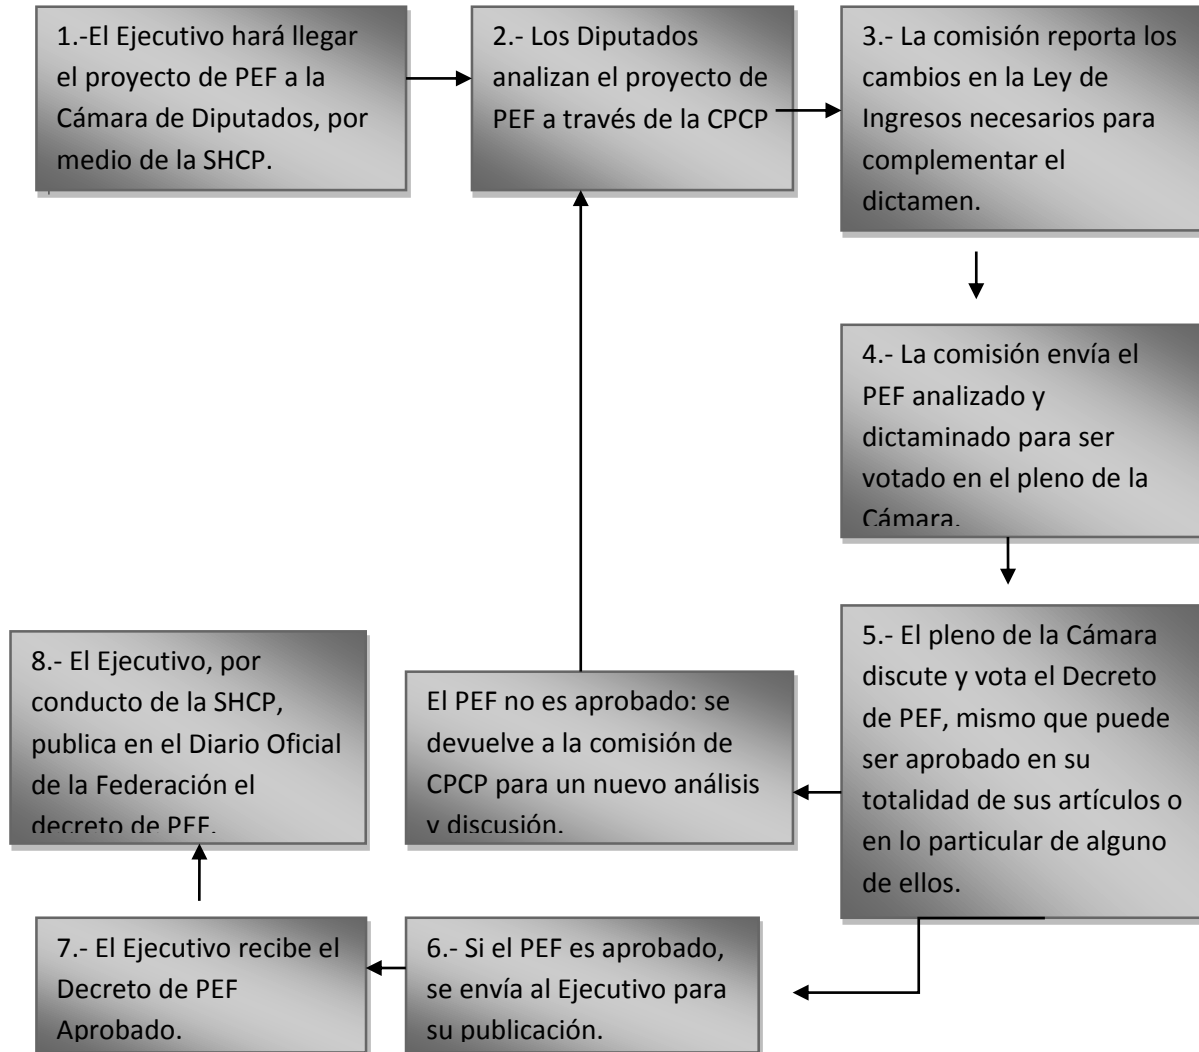 1.-El Ejecutivo hará llegar
el proyecto de PEF a la
Cámara de Diputados, por
medio de la SHCP.
2.- Los Diputados
analizan el proyecto de
PEF a través de la CPCP
3.- La comisión reporta los
cambios en la Ley de
Ingresos necesarios para
complementar el
dictamen.
4.- La comisión envía el
PEF analizado y
dictaminado para ser
votado en el pleno de la
Cámara.
5.- El pleno de la Cámara
discute y vota el Decreto
de PEF, mismo que puede
ser aprobado en su
totalidad de sus artículos o
en lo particular de alguno
de ellos.
El PEF no es aprobado: se
devuelve a la comisión de
CPCP para un nuevo análisis
y discusión.
6.- Si el PEF es aprobado,
se envía al Ejecutivo para
su publicación.
7.- El Ejecutivo recibe el
Decreto de PEF
Aprobado.
8.- El Ejecutivo, por
conducto de la SHCP,
publica en el Diario Oficial
de la Federación el
decreto de PEF.